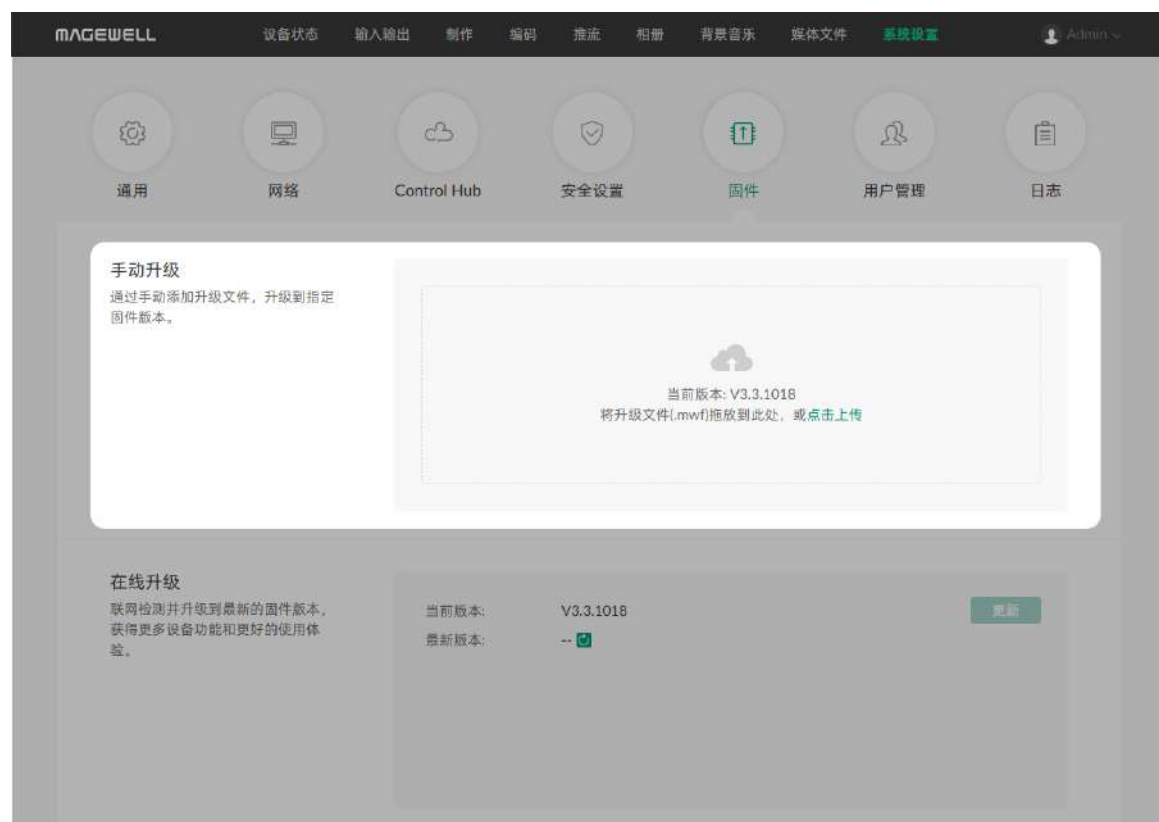 MAGEWELL 设备状态 输入输出 制作 编码 推流 相册 背景音乐 媒体文件 系统设置 Admin
通用 网络 Control Hub 安全设置 固件 用户管理 日志
手动升级
通过手动添加升级文件，升级到指定
固件版本。
当前版本: V3.3.1018
将升级文件(.mwf)拖放到此处，或点击上传
在线升级
联网检测并升级到最新的固件版本，
获得更多设备功能和更好的使用体
验。
当前版本: V3.3.1018 更新
最新版本: --